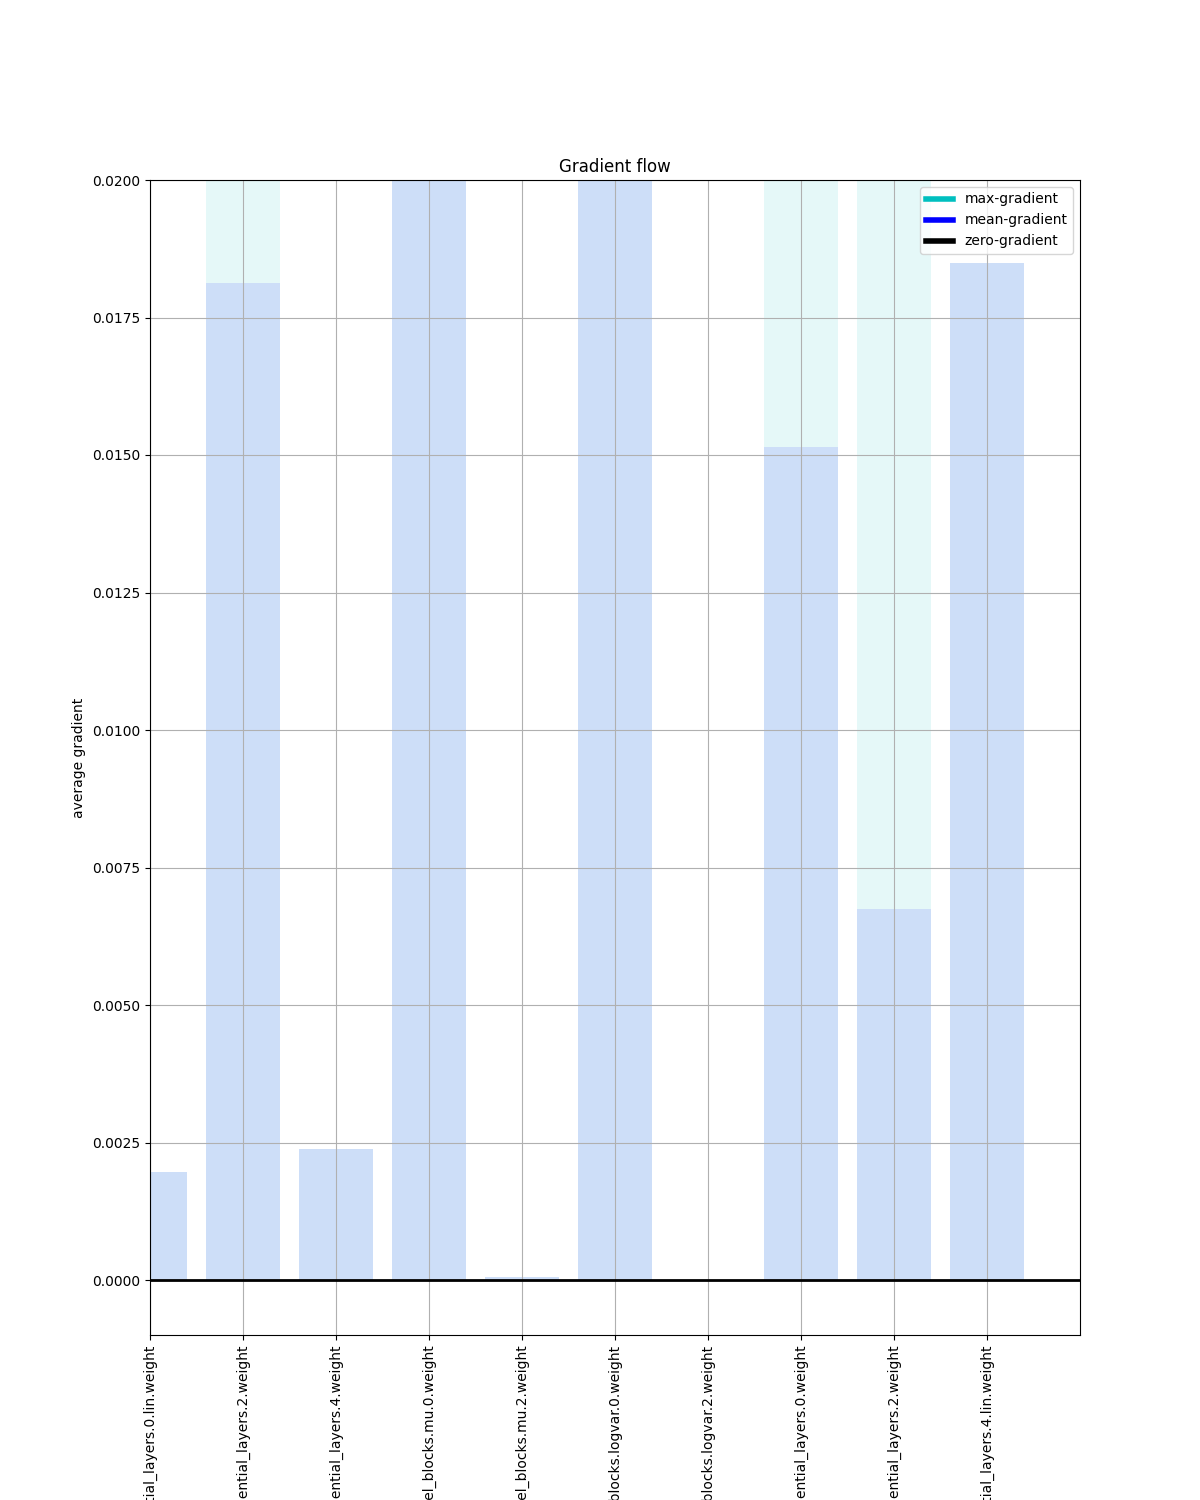 Gradient flow
max-gradient
mean-gradient
zero-gradient
average gradient
0.0200
0.0175
0.0150
0.0125
0.0100
0.0075
0.0050
0.0025
0.0000
tial_layers.0.lin.weight
ential_layers.2.weight
ential_layers.4.weight
el_blocks.mu.0.weight
el_blocks.mu.2.weight
blocks.logvar.0.weight
blocks.logvar.2.weight
ential_layers.0.weight
ential_layers.2.weight
tial_layers.4.lin.weight